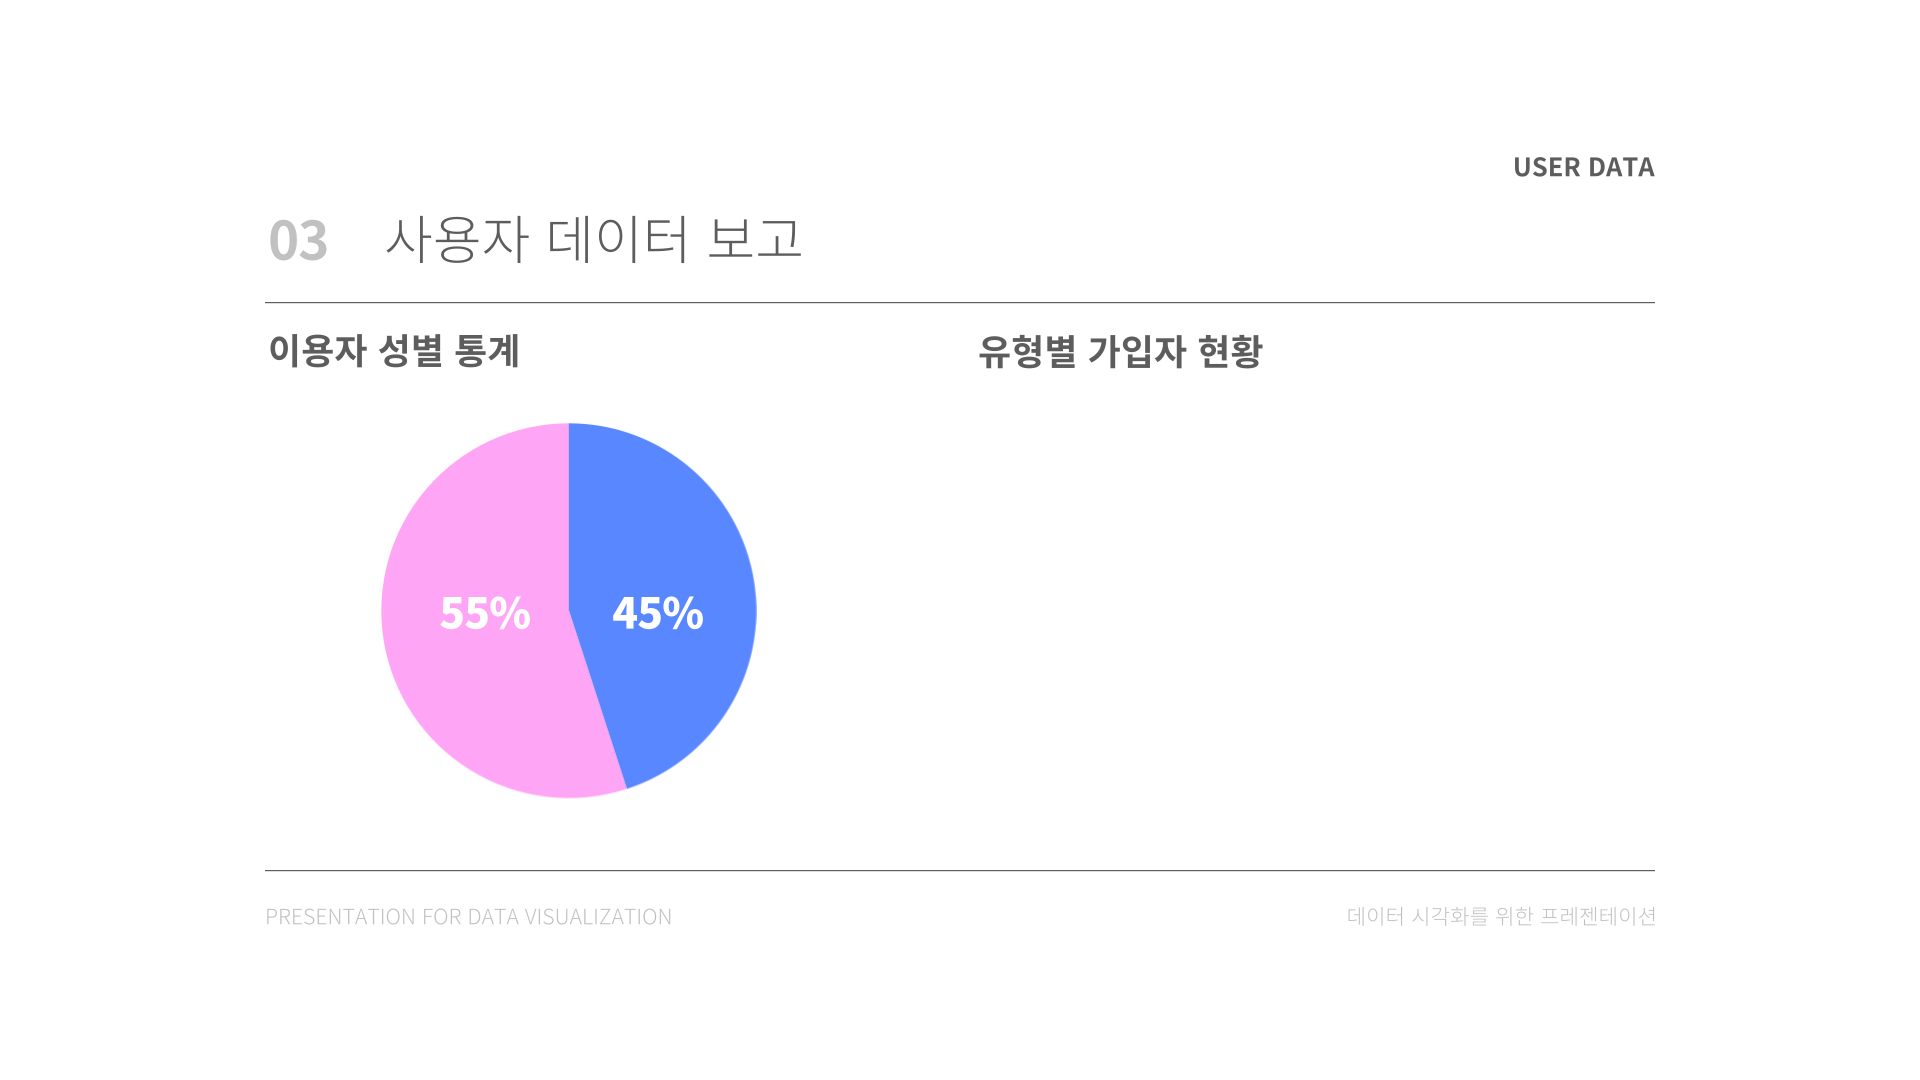 USER DATA
03 사용자 데이터 보고
이용자 성별 통계
유형별 가입자 현황
55%
45%
PRESENTATION FOR DATA VISUALIZATION
데이터 시각화를 위한 프레젠테이션